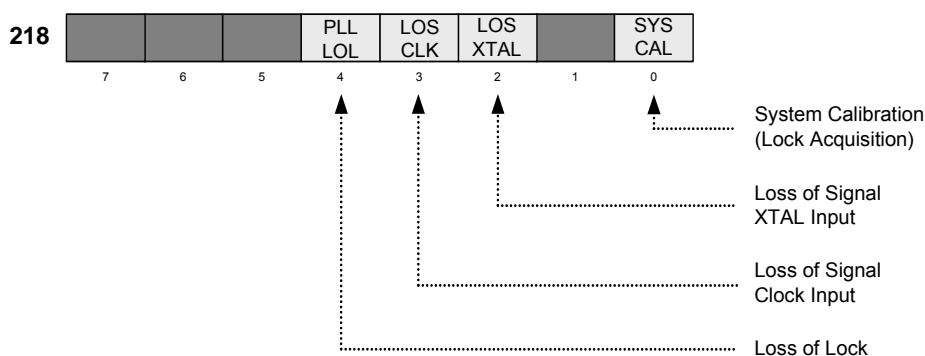 218
PLL LOS LOS SYS
LOL CLK XTAL CAL
7 6 5 4 3 2 1 0
System Calibration
(Lock Acquisition)
Loss of Signal
XTAL Input
Loss of Signal
Clock Input
Loss of Lock